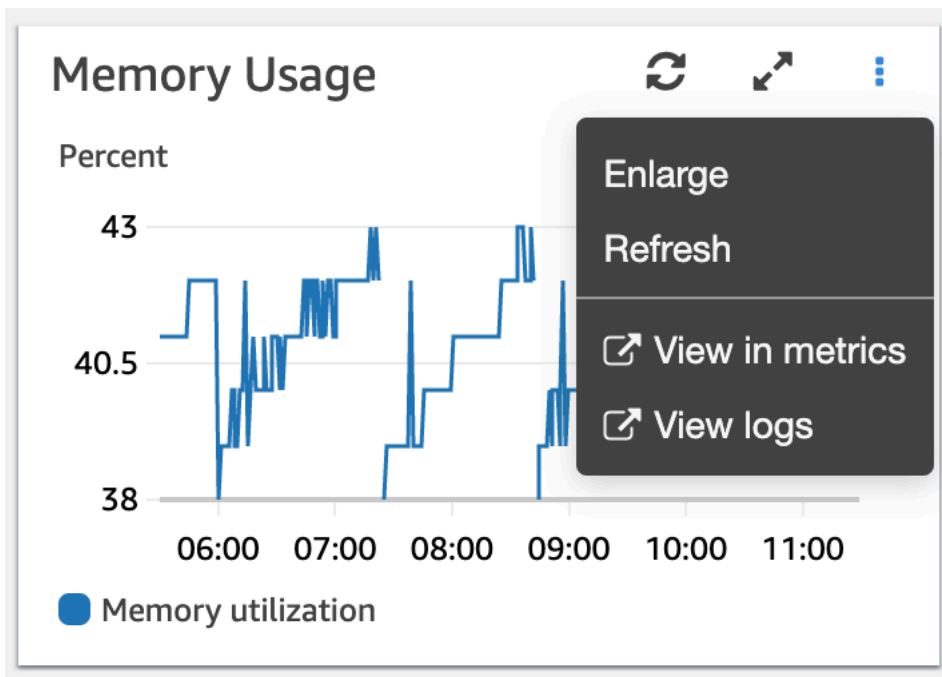 Memory Usage
Percent
Enlarge
Refresh
View in metrics
View logs
43
40.5
38
06:00 07:00 08:00 09:00 10:00 11:00
Memory utilization